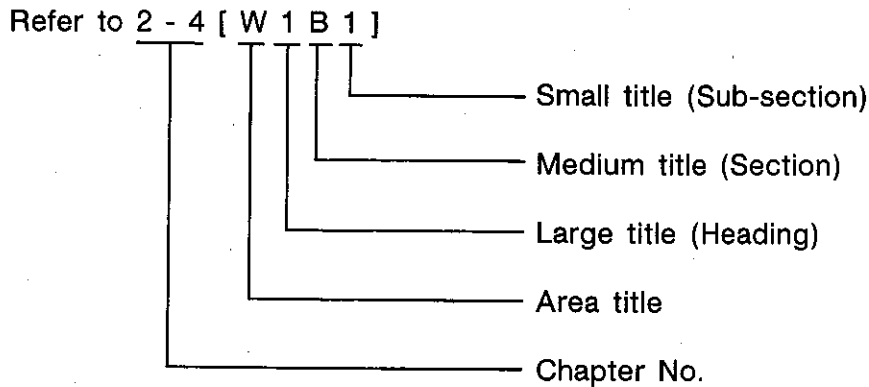 Refer to 2 - 4 [ W 1 B 1 ]
Small title (Sub-section)
Medium title (Section)
Large title (Heading)
Area title
Chapter No.